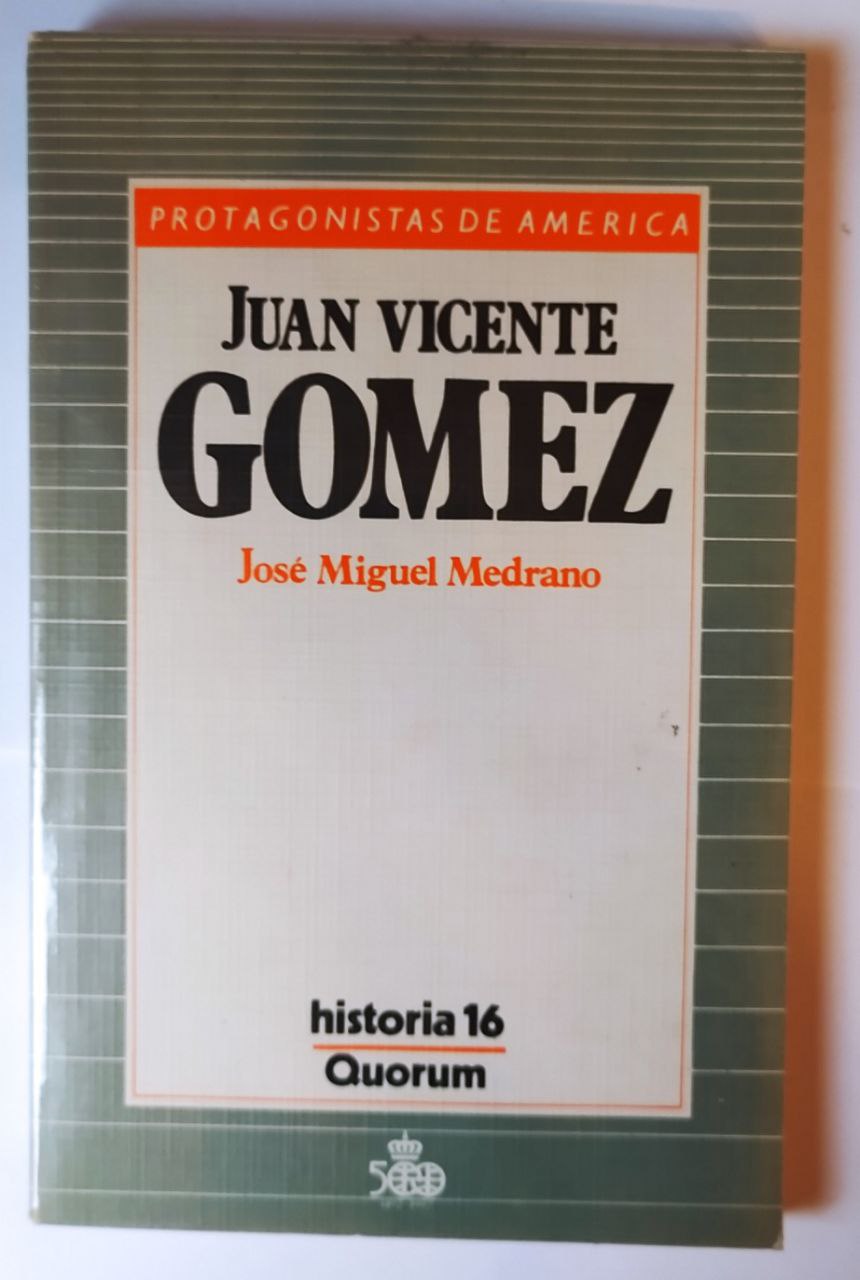 PROTAGONISTAS DE AMERICA
JUAN VICENTE
GOMEZ
José Miguel Medrano
historia 16
Quorum
500